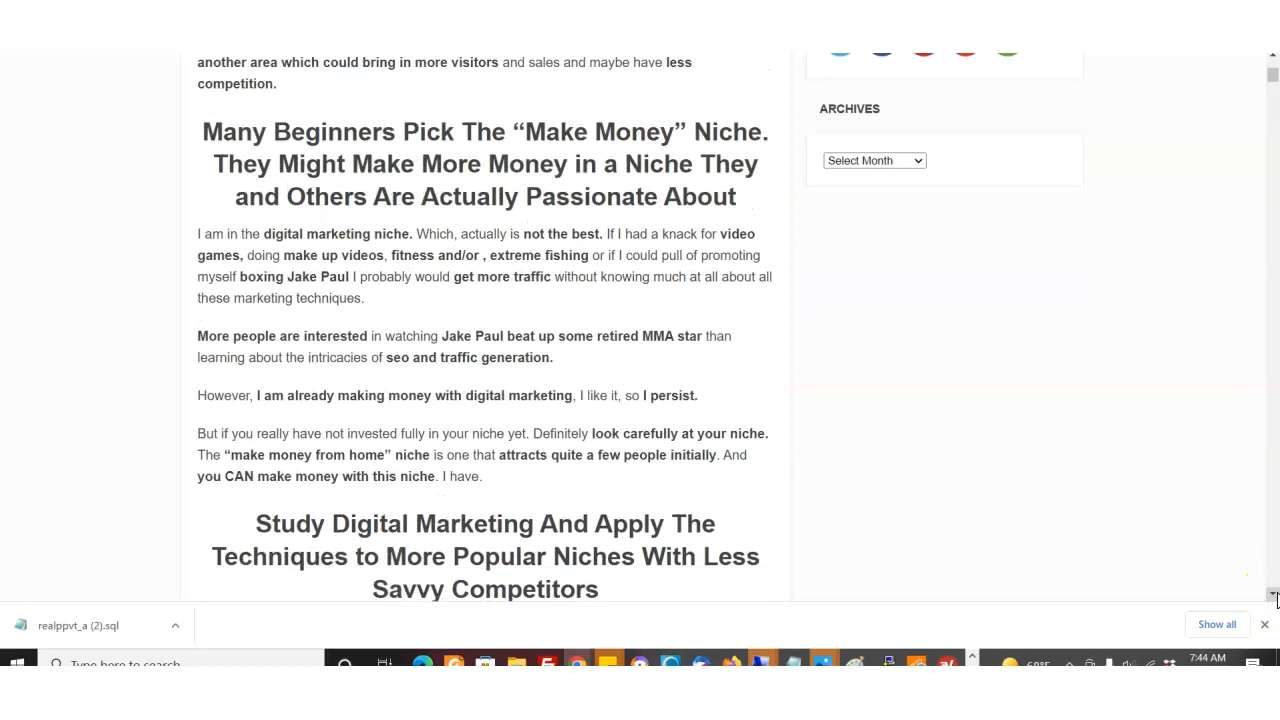 another area which could bring in more visitors and sales and maybe have less
competition.
Many Beginners Pick The “Make Money” Niche.
They Might Make More Money in a Niche They
and Others Are Actually Passionate About
I am in the digital marketing niche. Which, actually is not the best. If I had a knack for video
games, doing make up videos, fitness and/or , extreme fishing or if I could pull of promoting
myself boxing Jake Paul I probably would get more traffic without knowing much at all about all
these marketing techniques.
More people are interested in watching Jake Paul beat up some retired MMA star than
learning about the intricacies of seo and traffic generation.
However, I am already making money with digital marketing, I like it, so I persist.
But if you really have not invested fully in your niche yet. Definitely look carefully at your niche.
The “make money from home” niche is one that attracts quite a few people initially. And
you CAN make money with this niche. I have.
Study Digital Marketing And Apply The
Techniques to More Popular Niches With Less
Savvy Competitors
ARCHIVES
Select Month
realppvt_a (2).sql
Show all
Type here to search
68°F
7:44 AM